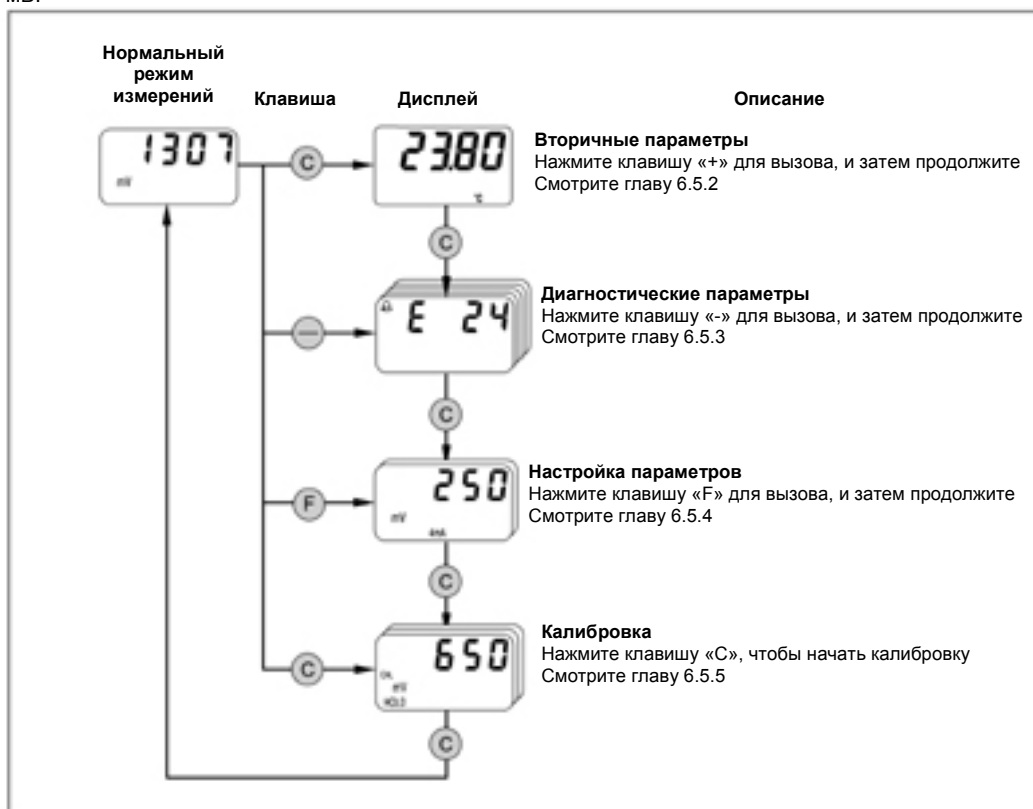 Нормальный
режим
измерений
Клавиша
Дисплей
Описание
1307
mV
C
23.80
°C
Вторичные параметры
Нажмите клавишу «+» для вызова, и затем продолжите
Смотрите главу 6.5.2
C
E 24
Диагностические параметры
Нажмите клавишу «-» для вызова, и затем продолжите
Смотрите главу 6.5.3
C
F
250
mV
4mA
Настройка параметров
Нажмите клавишу «F» для вызова, и затем продолжите
Смотрите главу 6.5.4
C
C
650
CAL
mV
HOLD
Калибровка
Нажмите клавишу «C», чтобы начать калибровку
Смотрите главу 6.5.5
C